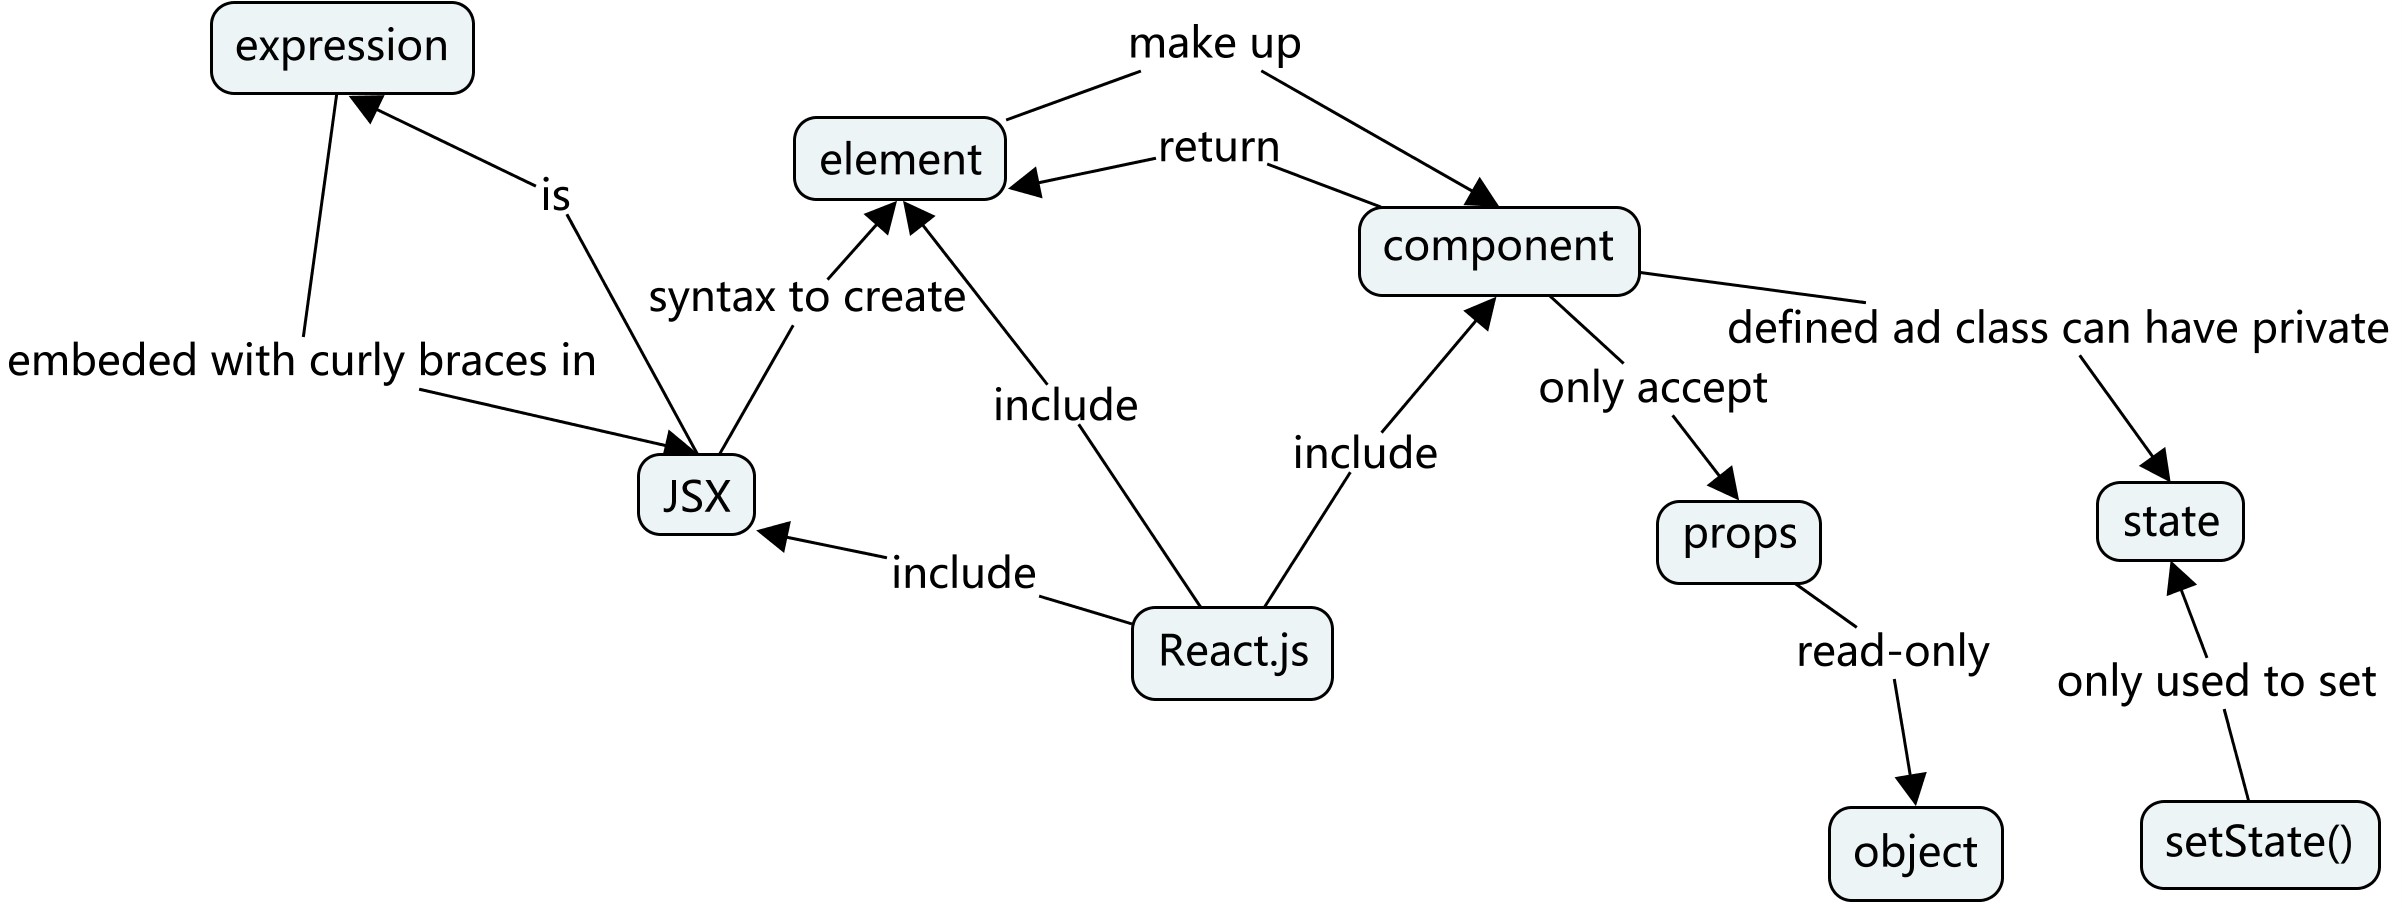 expression
make up
element
return
is
component
syntax to create
defined ad class can have private
embeded with curly braces in
only accept
include
include
JSX
props
state
include
React.js
read-only
only used to set
object
setState()